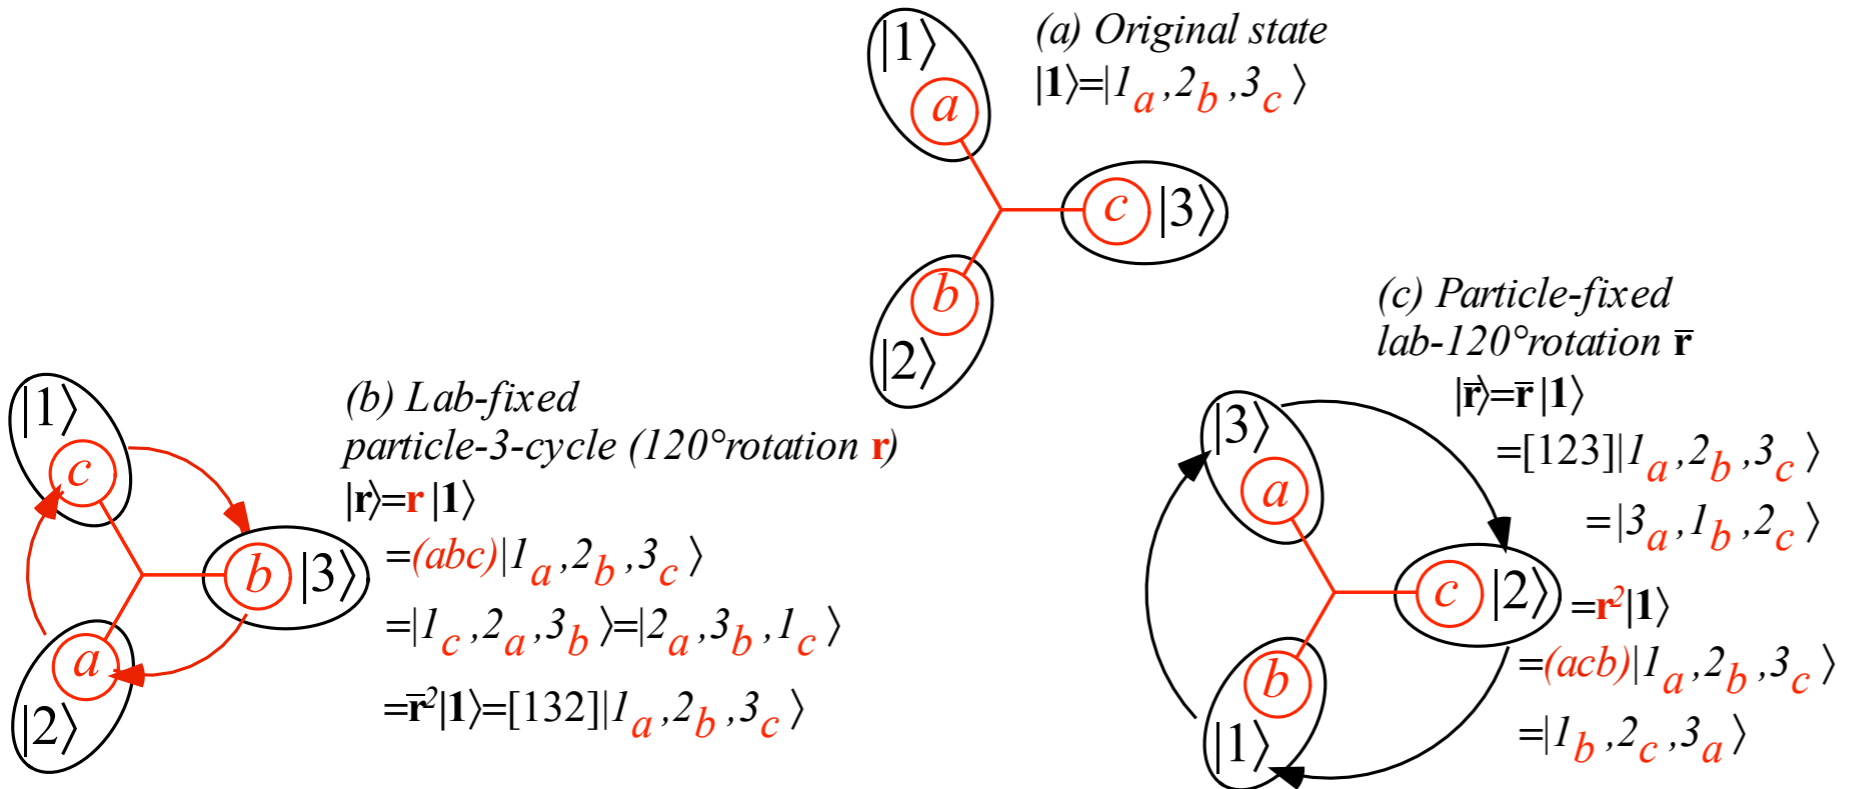 (a) Original state
|1⟩=|1a ,2b ,3c ⟩
|1⟩
a
c |3⟩
b
|2⟩
(b) Lab-fixed
particle-3-cycle (120°rotation r)
|r⟩=r |1⟩
=(abc)|1a ,2b ,3c ⟩
=|1c ,2a ,3b ⟩=|2a ,3b ,1c ⟩
=r̄²|1⟩=[132]|1a ,2b ,3c ⟩
|1⟩
c
b |3⟩
a
|2⟩
(c) Particle-fixed
lab-120°rotation r̄
|r̄⟩=r̄ |1⟩
=[123]|1a ,2b ,3c ⟩
=|3a ,1b ,2c ⟩
=r²|1⟩
=(acb)|1a ,2b ,3c ⟩
=|1b ,2c ,3a ⟩
|3⟩
a
c |2⟩
b
|1⟩